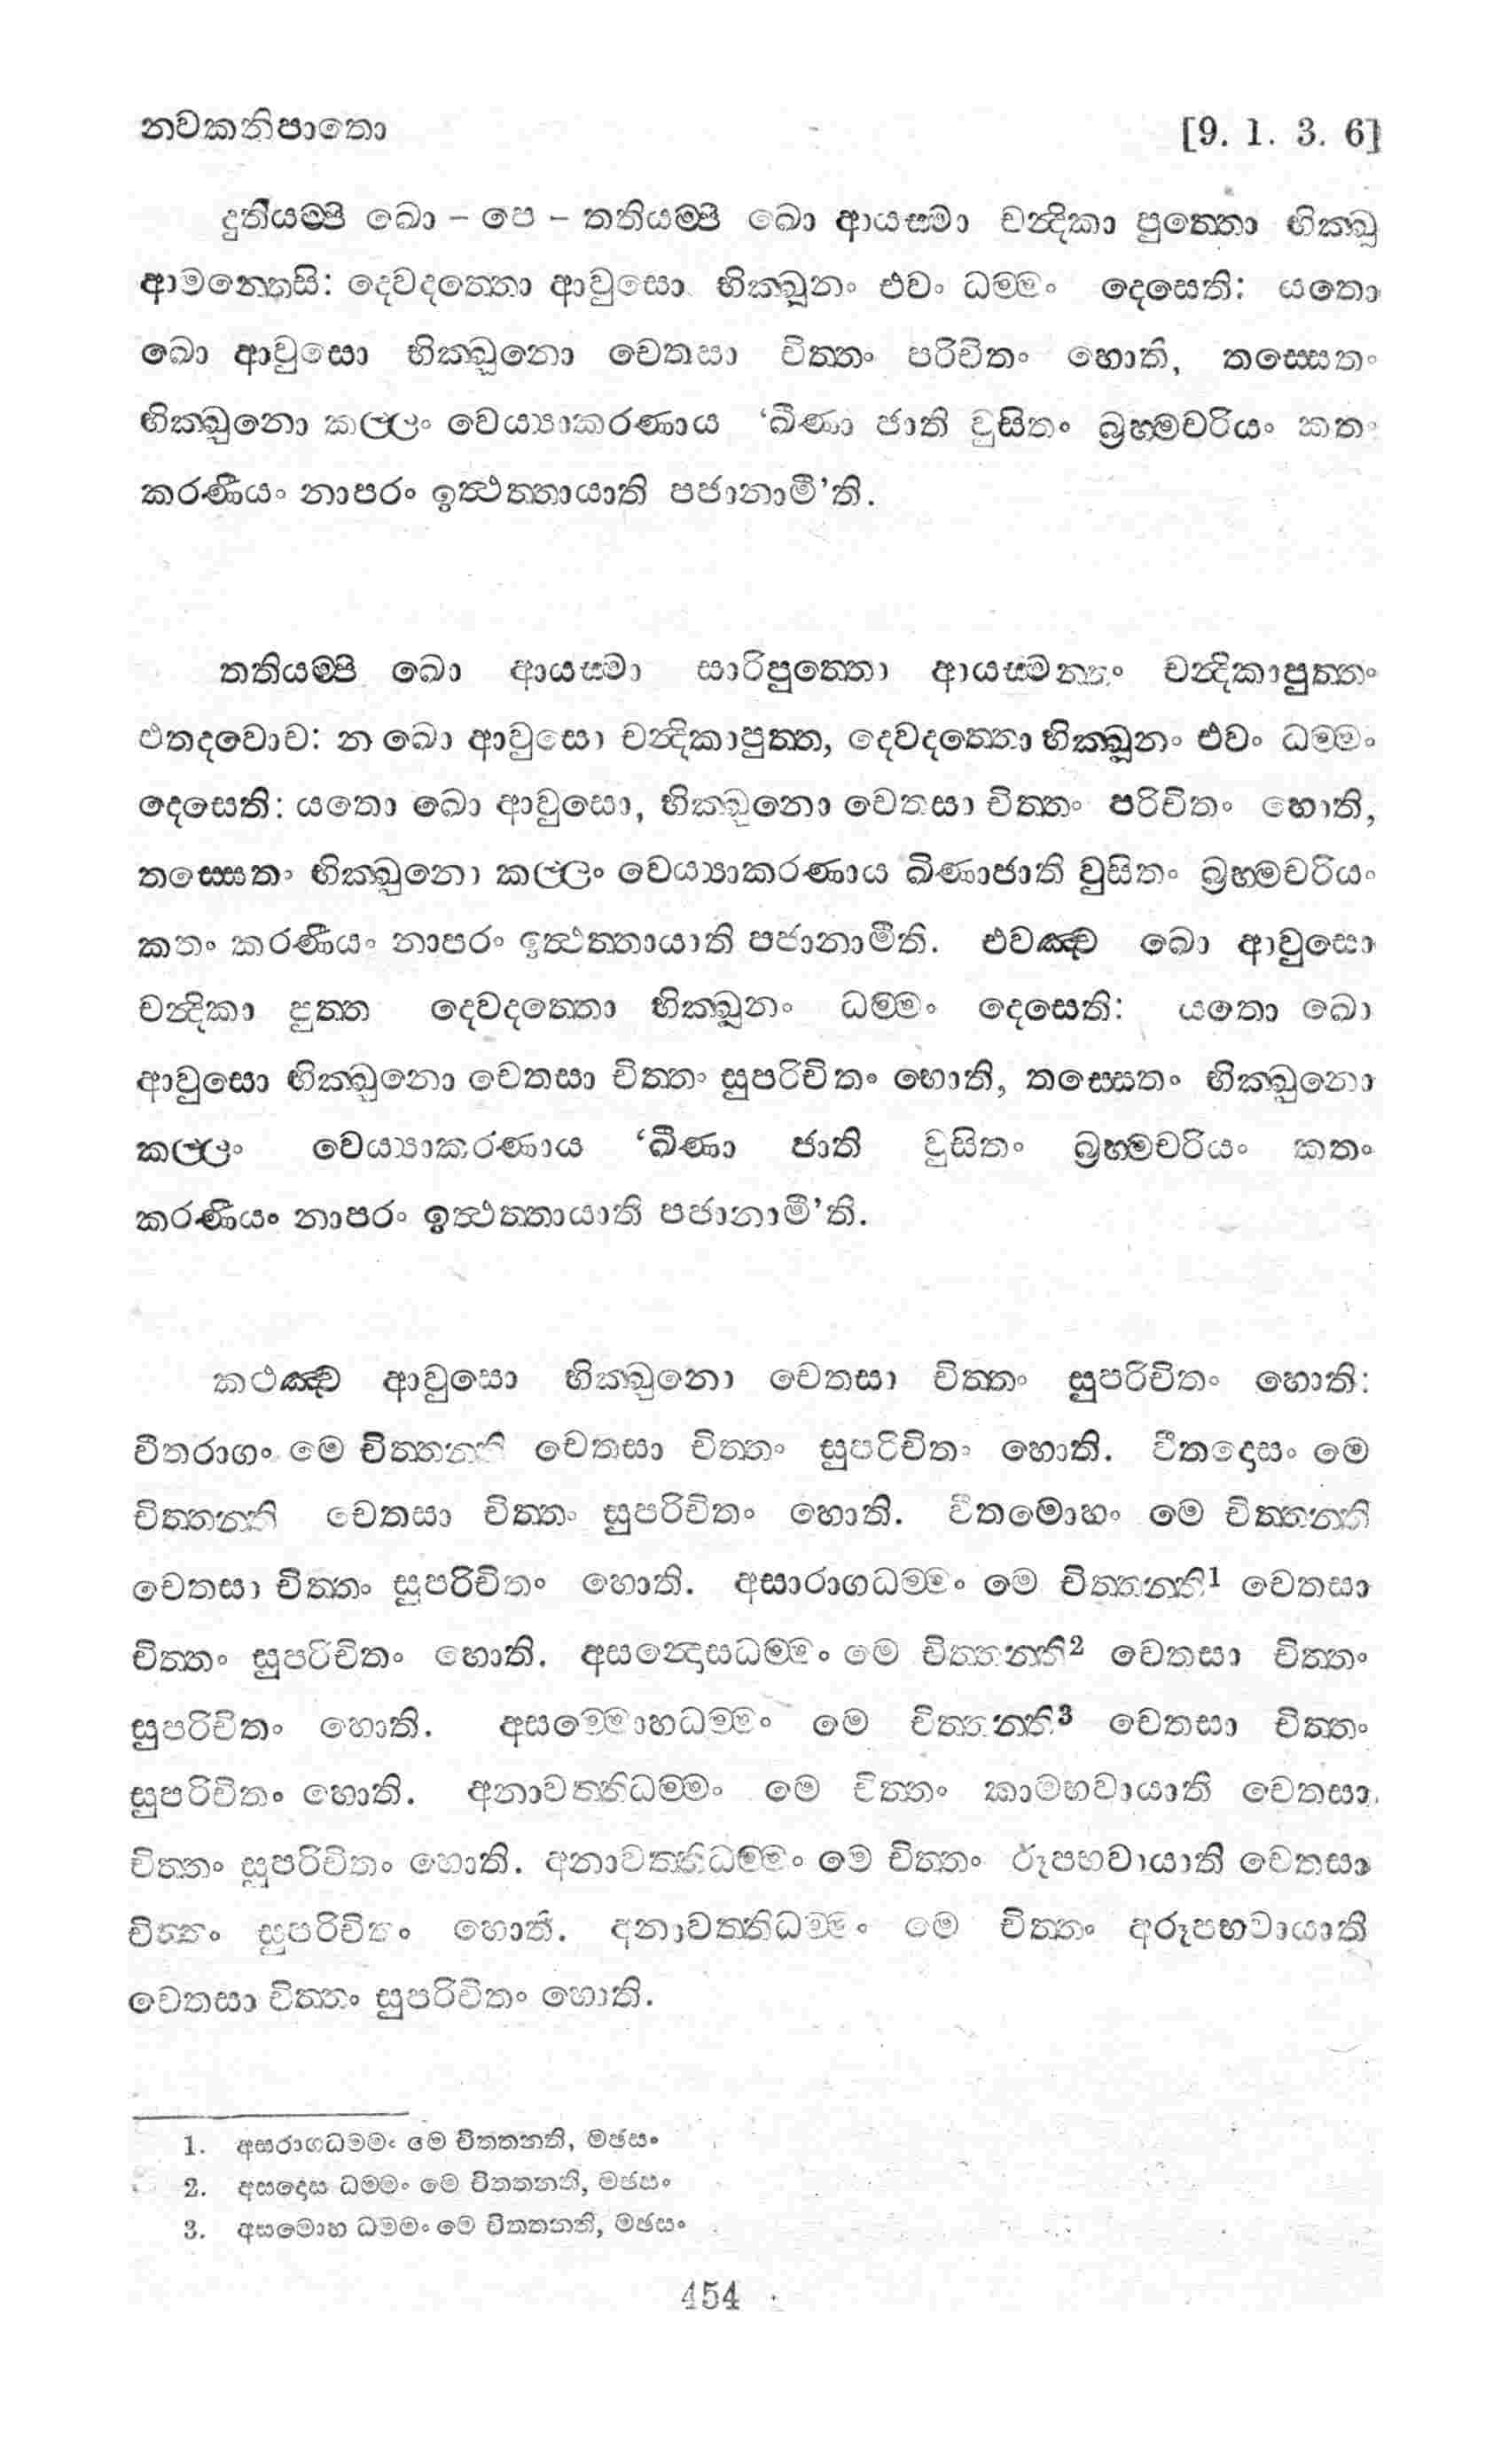 නවකනිපාතො [9. 1. 3. 6]
දුතියම්පි ඛො – පෙ – තතියම්පි ඛො ආයස්මා චන්දිකා පුත්තො භික්ඛූ
ආමන්තෙසි: දෙවදත්තො ආවුසො භික්ඛූනං එවං ධම්මං දෙසෙති: යතො
ඛො ආවුසො භික්ඛුනො චෙතසා චිත්තං පරිචිතං හොති, තස්සෙතං
භික්ඛුනො කල්ලං වෙය්‍යාකරණාය ‘ඛීණා ජාති වුසිතං බ්‍රහ්මචරියං කතං
කරණීයං නාපරං ඉත්ථත්තායාති පජානාමී’ති.
තතියම්පි ඛො ආයස්මා සාරිපුත්තො ආයස්මන්තං චන්දිකාපුත්තං
එතදවොච: න ඛො ආවුසො චන්දිකාපුත්ත, දෙවදත්තො භික්ඛූනං එවං ධම්මං
දෙසෙති: යතො ඛො ආවුසො, භික්ඛුනො චෙතසා චිත්තං පරිචිතං හොති,
තස්සෙතං භික්ඛුනො කල්ලං වෙය්‍යාකරණාය ඛීණාජාති වුසිතං බ්‍රහ්මචරියං
කතං කරණීයං නාපරං ඉත්ථත්තායාති පජානාමීති. එවඤ්ච ඛො ආවුසො
චන්දිකා පුත්ත දෙවදත්තො භික්ඛූනං ධම්මං දෙසෙති: යතො ඛො
ආවුසො භික්ඛුනො චෙතසා චිත්තං සුපරිචිතං හොති, තස්සෙතං භික්ඛුනො
කල්ලං වෙය්‍යාකරණාය ‘ඛීණා ජාති වුසිතං බ්‍රහ්මචරියං කතං
කරණීයං නාපරං ඉත්ථත්තායාති පජානාමී’ති.
කථඤ්ච ආවුසො භික්ඛුනො චෙතසා චිත්තං සුපරිචිතං හොති:
වීතරාගං මෙ චිත්තන්ති චෙතසා චිත්තං සුපරිචිතං හොති. වීතදොසං මෙ
චිත්තන්ති චෙතසා චිත්තං සුපරිචිතං හොති. වීතමොහං මෙ චිත්තන්ති
චෙතසා චිත්තං සුපරිචිතං හොති. අසාරාගධම්මං මෙ චිත්තන්ති1 චෙතසා
චිත්තං සුපරිචිතං හොති. අසන්දොසධම්මං මෙ චිත්තන්ති2 චෙතසා චිත්තං
සුපරිචිතං හොති. අසම්මොහධම්මං මෙ චිත්තන්ති3 චෙතසා චිත්තං
සුපරිචිතං හොති. අනාවත්තිධම්මං මෙ චිත්තං කාමභවායාති චෙතසා
චිත්තං සුපරිචිතං හොති. අනාවත්තිධම්මං මෙ චිත්තං රූපභවායාති චෙතසා
චිත්තං සුපරිචිතං හොති. අනාවත්තිධම්මං මෙ චිත්තං අරූපභවායාති
චෙතසා චිත්තං සුපරිචිතං හොති.
1. අසරාගධම්මං මෙ චිත්තන්ති, මඡසං
2. අසදොස ධම්මං මෙ චිත්තන්ති, මඡසං
3. අසමොහ ධම්මං මෙ චිත්තන්ති, මඡසං
454